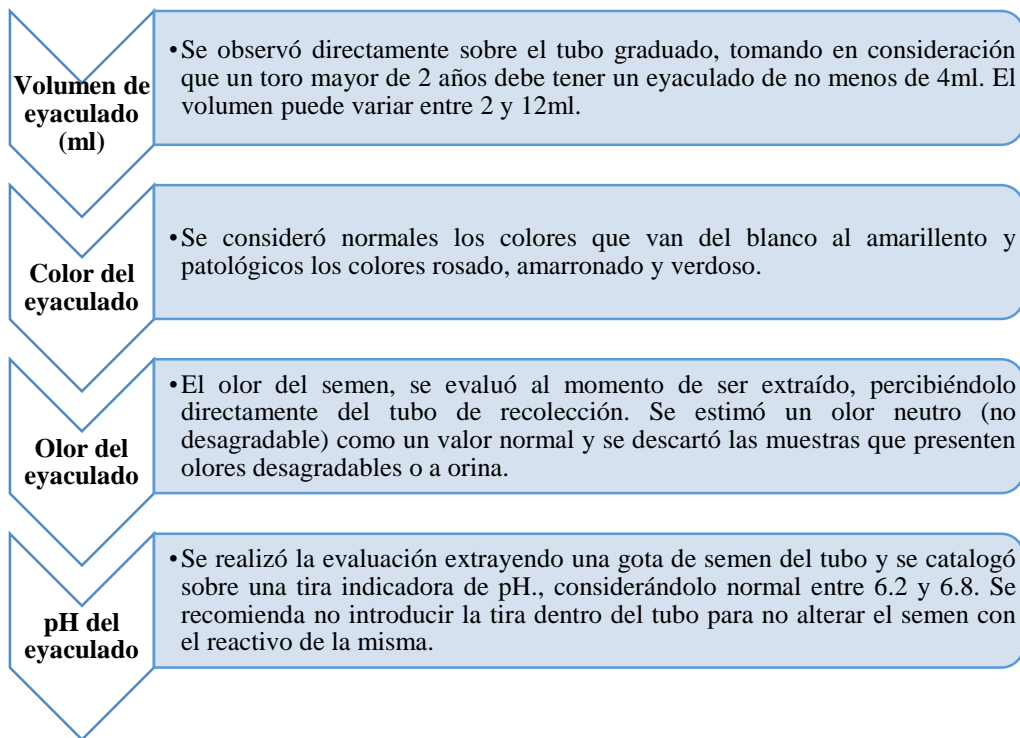 Volumen de
eyaculado
(ml)
•Se observó directamente sobre el tubo graduado, tomando en consideración
que un toro mayor de 2 años debe tener un eyaculado de no menos de 4ml. El
volumen puede variar entre 2 y 12ml.
Color del
eyaculado
•Se consideró normales los colores que van del blanco al amarillento y
patológicos los colores rosado, amarronado y verdoso.
Olor del
eyaculado
•El olor del semen, se evaluó al momento de ser extraído, percibiéndolo
directamente del tubo de recolección. Se estimó un olor neutro (no
desagradable) como un valor normal y se descartó las muestras que presenten
olores desagradables o a orina.
pH del
eyaculado
•Se realizó la evaluación extrayendo una gota de semen del tubo y se catalogó
sobre una tira indicadora de pH., considerándolo normal entre 6.2 y 6.8. Se
recomienda no introducir la tira dentro del tubo para no alterar el semen con
el reactivo de la misma.